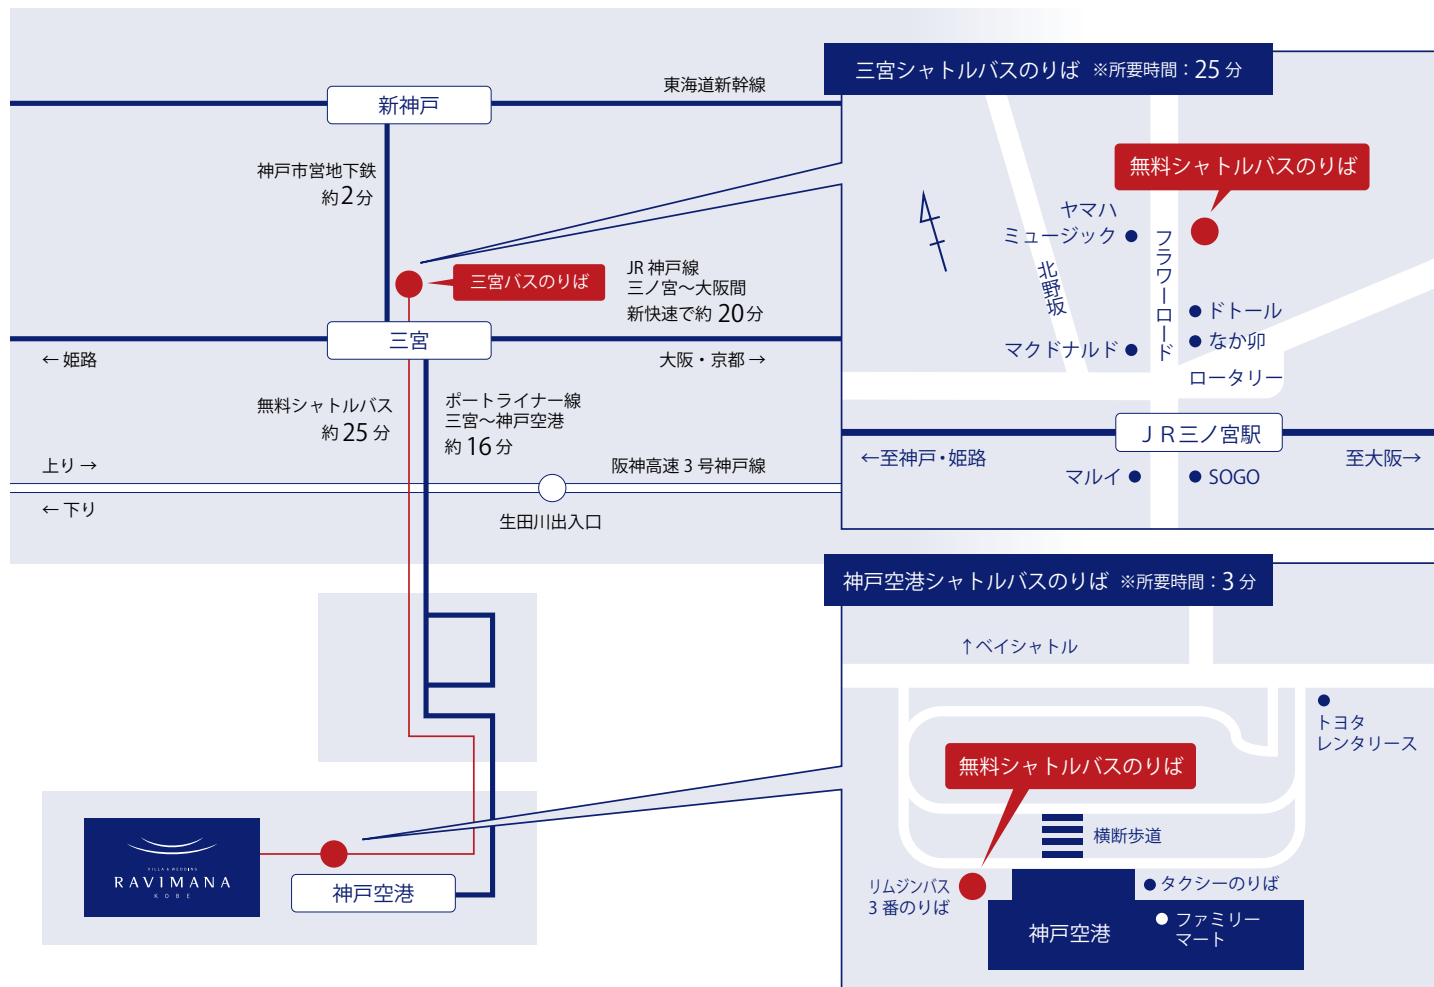 東海道新幹線
新神戸
神戸市営地下鉄
約2分
三宮バスのりば
JR 神戸線
三ノ宮～大阪間
新快速で約 20分
三宮
← 姫路
大阪・京都 →
無料シャトルバス
約 25 分
ポートライナー線
三宮～神戸空港
約 16 分
上り →
阪神高速 3 号神戸線
← 下り
生田川出入口
VILLA & WEDDING
RAVIMANA
KOBE
神戸空港
三宮シャトルバスのりば ※所要時間：25 分
無料シャトルバスのりば
ヤマハ
ミュージック
北野坂
フラワーロード
ドトール
なか卯
マクドナルド
ロータリー
ＪＲ三ノ宮駅
←至神戸・姫路
至大阪→
マルイ
SOGO
神戸空港シャトルバスのりば ※所要時間：3 分
↑ベイシャトル
トヨタ
レンタリース
無料シャトルバスのりば
横断歩道
リムジンバス
3 番のりば
タクシーのりば
神戸空港
ファミリー
マート